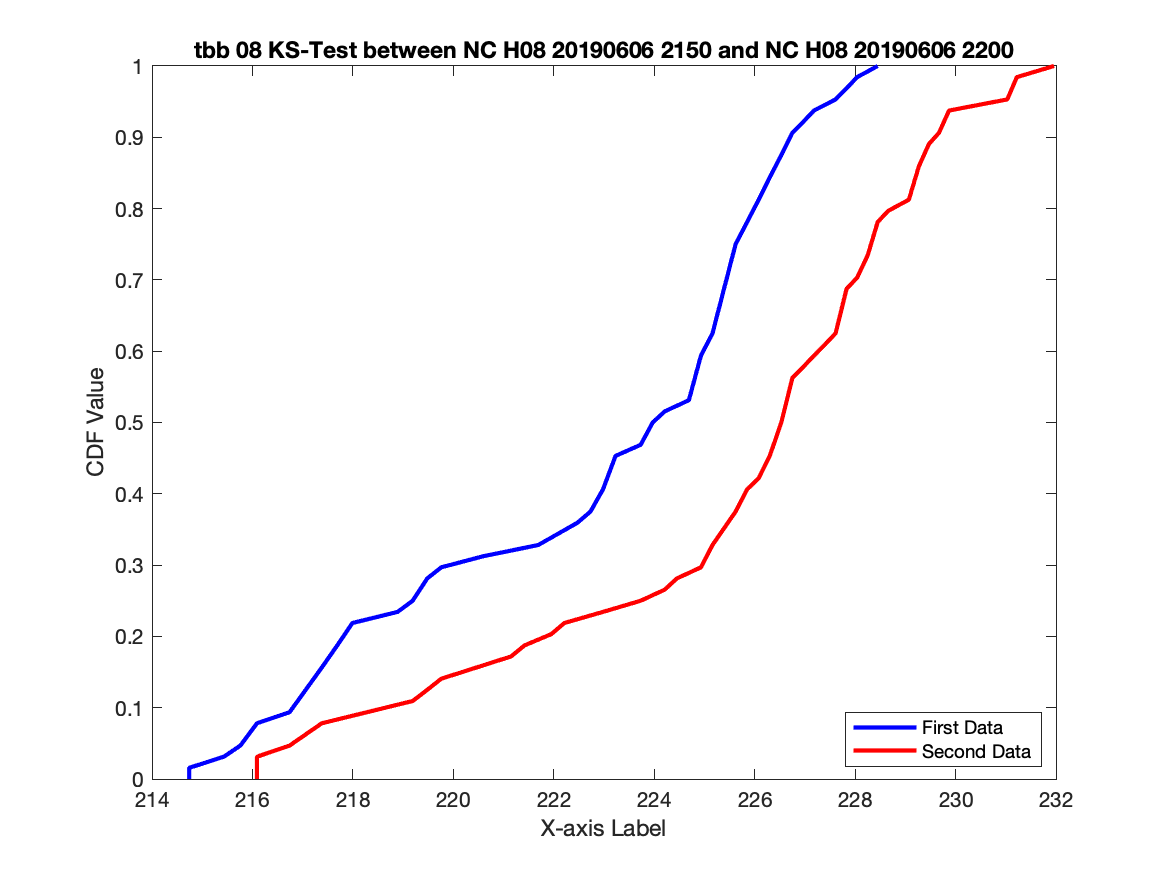 tbb 08 KS-Test between NC H08 20190606 2150 and NC H08 20190606 2200
1
0.9
0.8
0.7
0.6
0.5
0.4
0.3
0.2
0.1
0
CDF Value
First Data
Second Data
214 216 218 220 222 224 226 228 230 232
X-axis Label